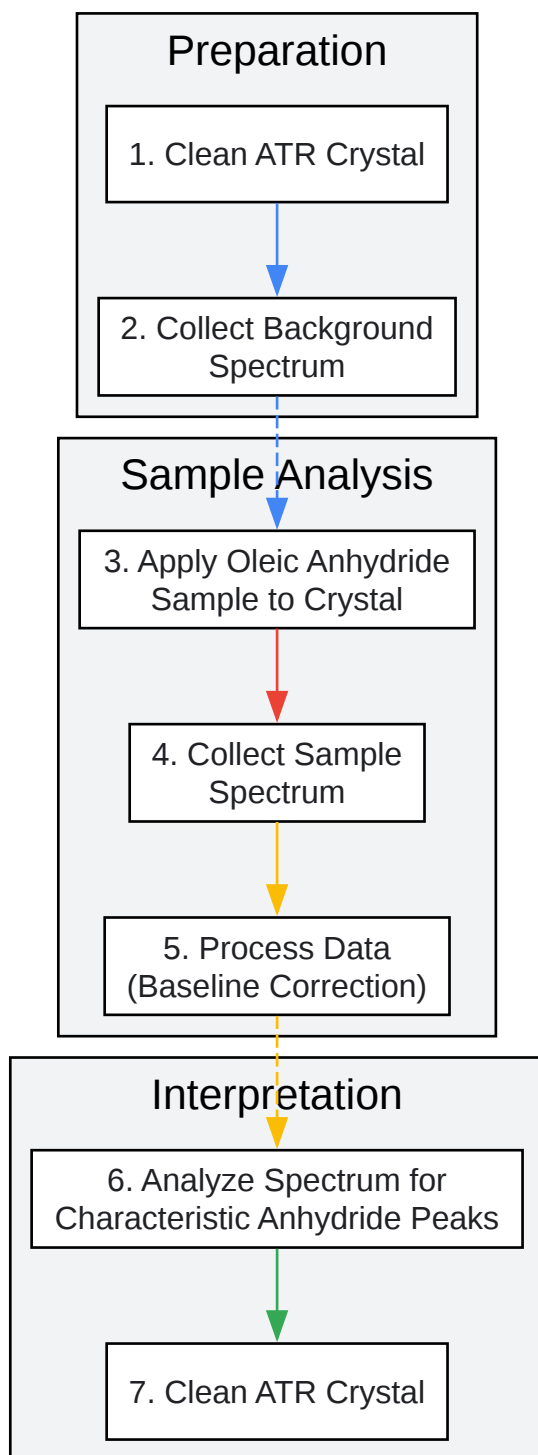 Preparation
1. Clean ATR Crystal
2. Collect Background
Spectrum
Sample Analysis
3. Apply Oleic Anhydride
Sample to Crystal
4. Collect Sample
Spectrum
5. Process Data
(Baseline Correction)
Interpretation
6. Analyze Spectrum for
Characteristic Anhydride Peaks
7. Clean ATR Crystal